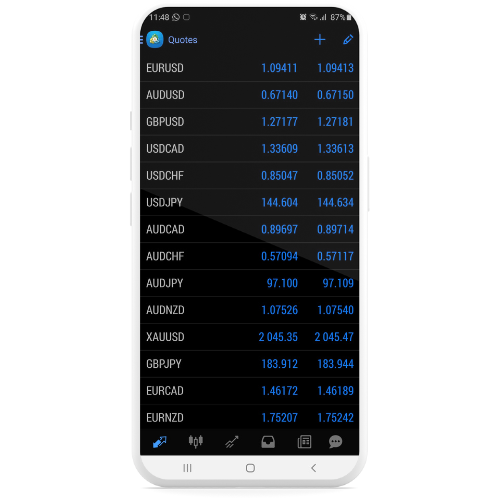 11:48 87%
Quotes
EURUSD 1.09411 1.09413
AUDUSD 0.67140 0.67150
GBPUSD 1.27177 1.27181
USDCAD 1.33609 1.33613
USDCHF 0.85047 0.85052
USDJPY 144.604 144.634
AUDCAD 0.89697 0.89714
AUDCHF 0.57094 0.57117
AUDJPY 97.100 97.109
AUDNZD 1.07526 1.07540
XAUUSD 2 045.35 2 045.47
GBPJPY 183.912 183.944
EURCAD 1.46172 1.46189
EURNZD 1.75207 1.75242